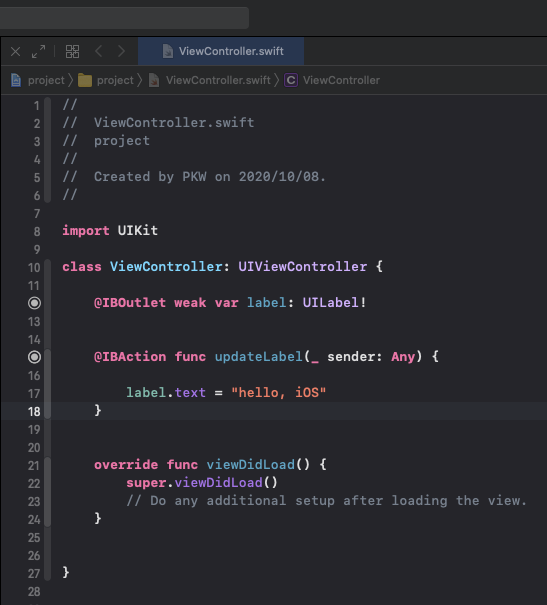 ViewController.swift
project 〉 project 〉 ViewController.swift 〉 C ViewController
1 //
2 //  ViewController.swift
3 //  project
4 //
5 //  Created by PKW on 2020/10/08.
6 //
7
8 import UIKit
9
10 class ViewController: UIViewController {
11
    @IBOutlet weak var label: UILabel!
13
14
    @IBAction func updateLabel(_ sender: Any) {
16
17         label.text = "hello, iOS"
18     }
19
20
21     override func viewDidLoad() {
22         super.viewDidLoad()
23         // Do any additional setup after loading the view.
24     }
25
26
27 }
28